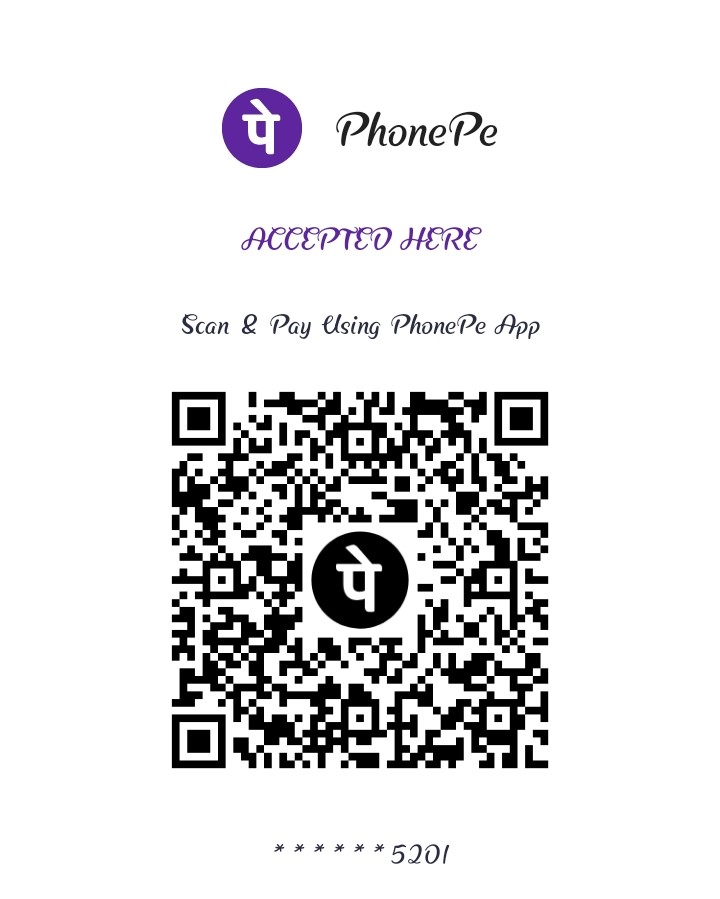 पे PhonePe
ACCEPTED HERE
Scan & Pay Using PhonePe App
पे
******5201